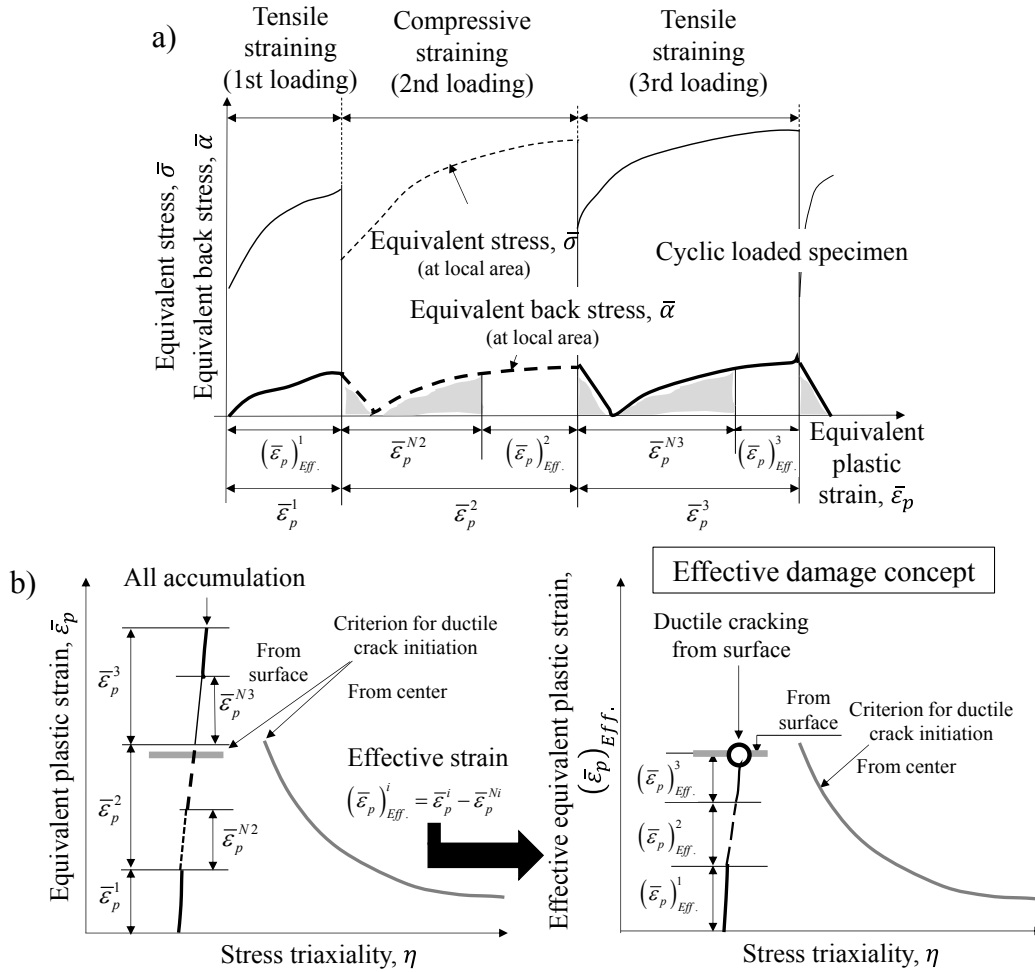 a)
Tensile
straining
(1st loading)
Compressive
straining
(2nd loading)
Tensile
straining
(3rd loading)
Equivalent stress, σ̄
Equivalent back stress, ᾱ
Equivalent stress, σ̄
(at local area)
Cyclic loaded specimen
Equivalent back stress, ᾱ
(at local area)
(ε̄p)¹Eff.
ε̄p^N2
(ε̄p)²Eff.
ε̄p^N3
(ε̄p)³Eff.
Equivalent
plastic
strain, ε̄p
ε̄p¹
ε̄p²
ε̄p³
b)
All accumulation
Equivalent plastic strain, ε̄p
ε̄p³
ε̄p^N3
ε̄p²
ε̄p^N2
ε̄p¹
From
surface
Criterion for ductile
crack initiation
From center
Effective strain
(ε̄p)^i Eff. = ε̄p^i − ε̄p^Ni
Stress triaxiality, η
Effective damage concept
Effective equivalent plastic strain,
(ε̄p)Eff.
Ductile cracking
from surface
From
surface
Criterion for ductile
crack initiation
From center
(ε̄p)³Eff.
(ε̄p)²Eff.
(ε̄p)¹Eff.
Stress triaxiality, η